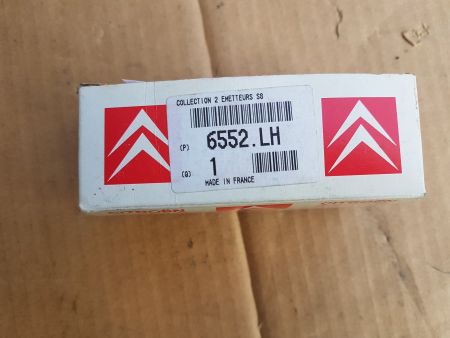 COLLECTION 2 EMETTEURS S8
(P) 6552.LH
(Q) 1
MADE IN FRANCE